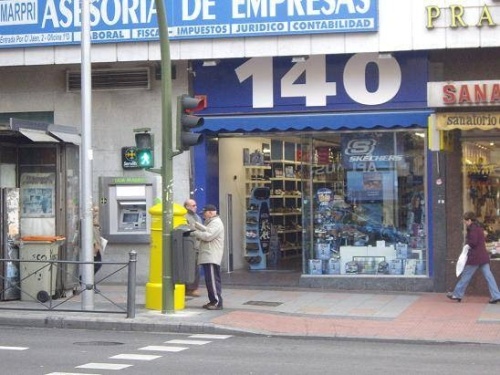 ASESORIA DE EMPRESAS
MARPRI
LABORAL FISCAL-IMPUESTOS JURIDICO CONTABILIDAD
PRA
140
SANA
sanatorio
SKECHERS